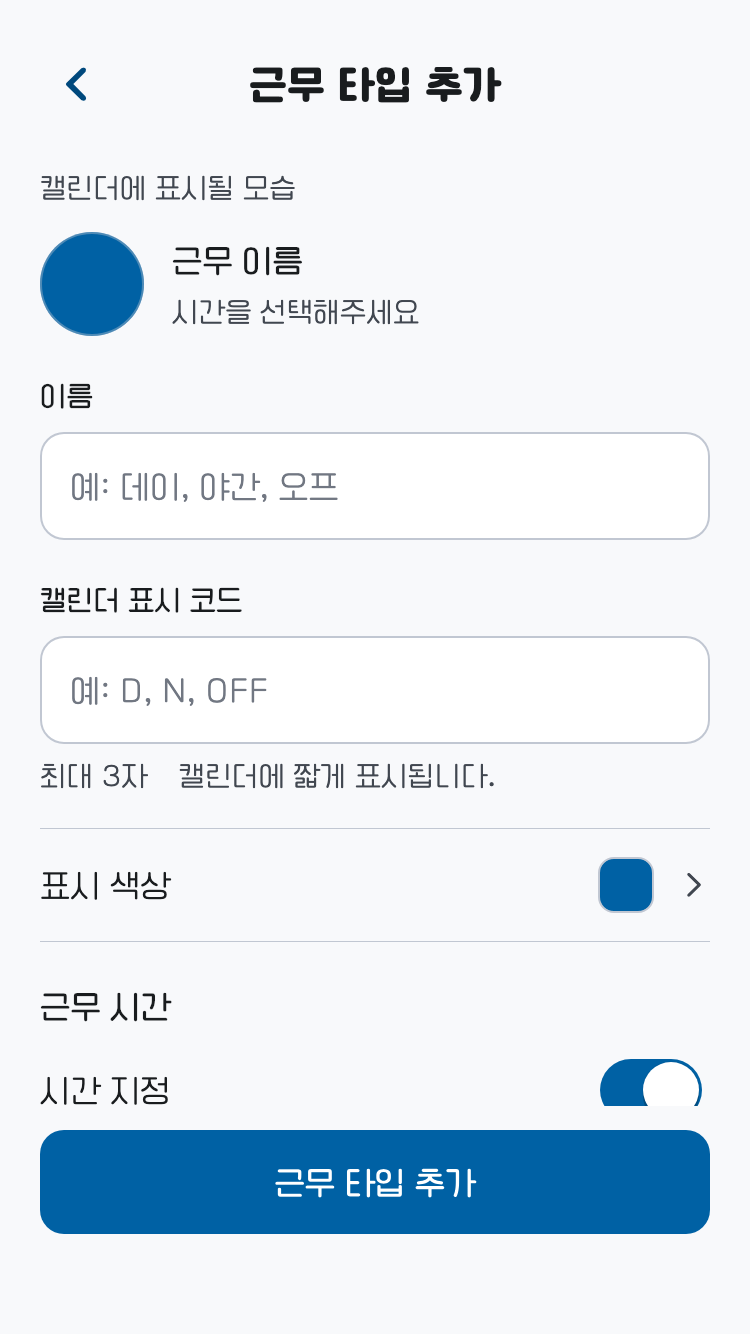 근무 타입 추가
캘린더에 표시될 모습
근무 이름
시간을 선택해주세요
이름
예: 데이, 야간, 오프
캘린더 표시 코드
예: D, N, OFF
최대 3자 캘린더에 짧게 표시됩니다.
표시 색상
근무 시간
시간 지정
근무 타입 추가